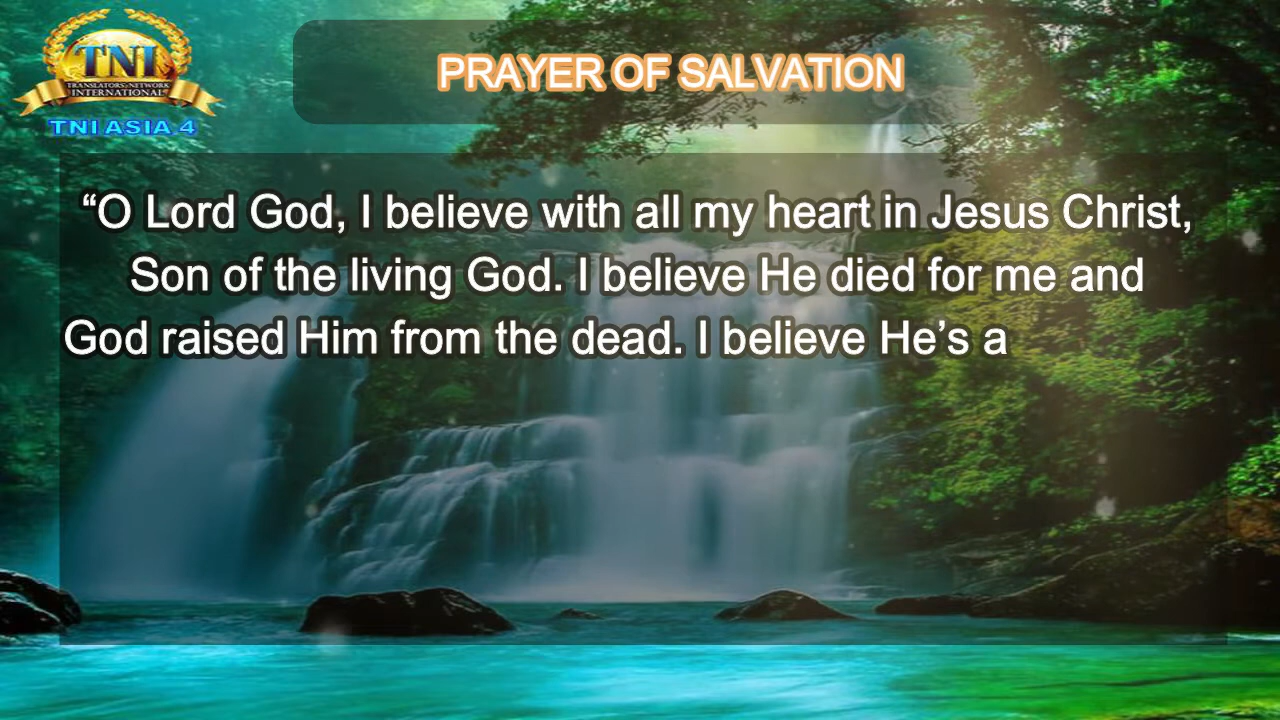 TNI
TRANSLATORS NETWORK
INTERNATIONAL
TNI ASIA 4
PRAYER OF SALVATION
“O Lord God, I believe with all my heart in Jesus Christ,
Son of the living God. I believe He died for me and
God raised Him from the dead. I believe He’s a